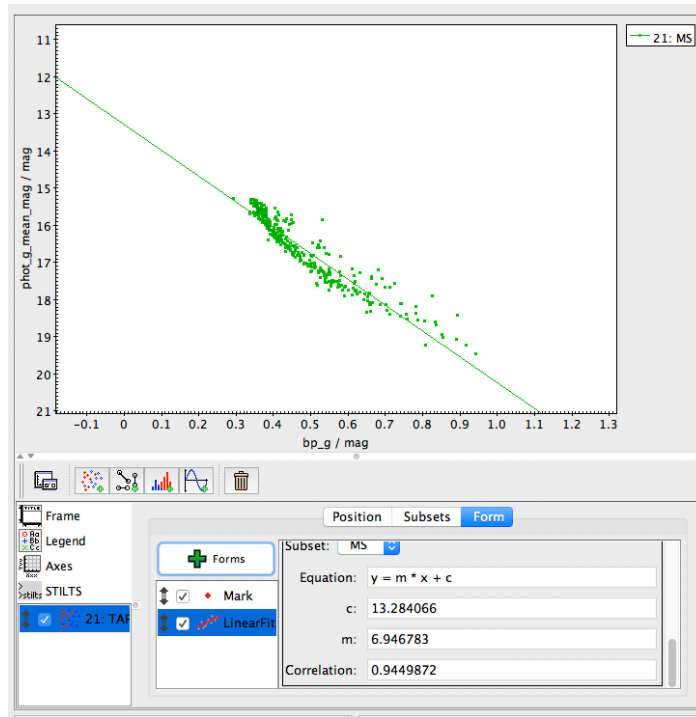 11
12
13
14
15
16
17
18
19
20
21
phot_g_mean_mag / mag
-0.1 0 0.1 0.2 0.3 0.4 0.5 0.6 0.7 0.8 0.9 1.0 1.1 1.2 1.3
bp_g / mag
21: MS
Position Subsets Form
Frame
Legend
Axes
STILTS
21: TAP
Forms
Mark
LinearFit
Subset: MS
Equation: y = m * x + c
c: 13.284066
m: 6.946783
Correlation: 0.9449872